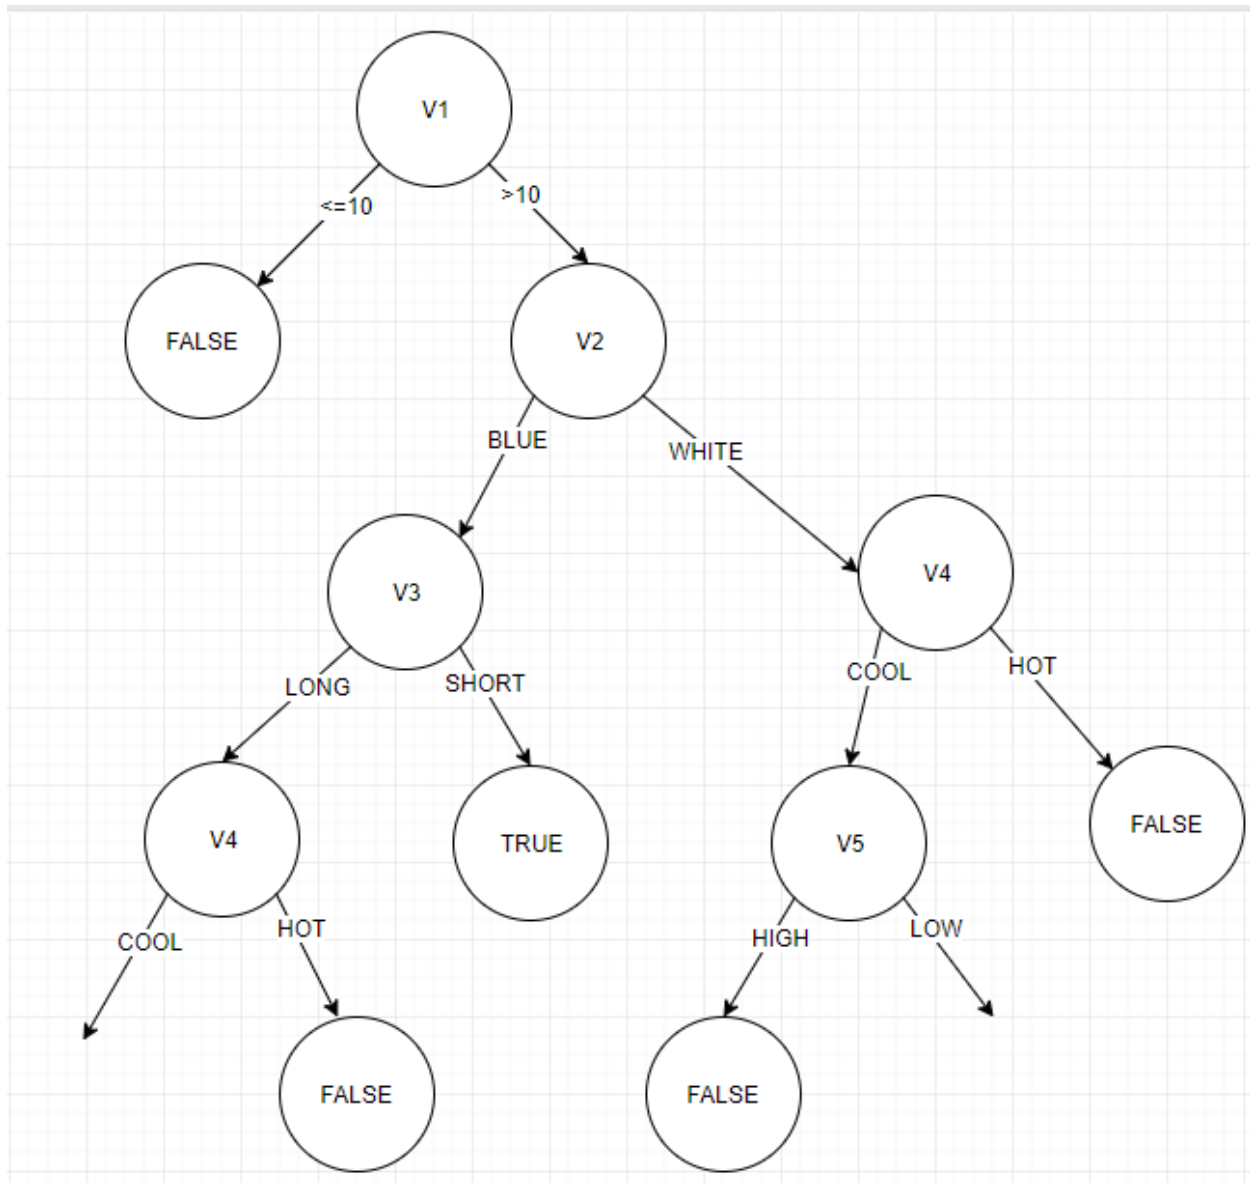 V1
<=10
>10
FALSE
V2
BLUE
WHITE
V3
V4
LONG
SHORT
COOL
HOT
V4
TRUE
V5
FALSE
COOL
HOT
HIGH
LOW
FALSE
FALSE